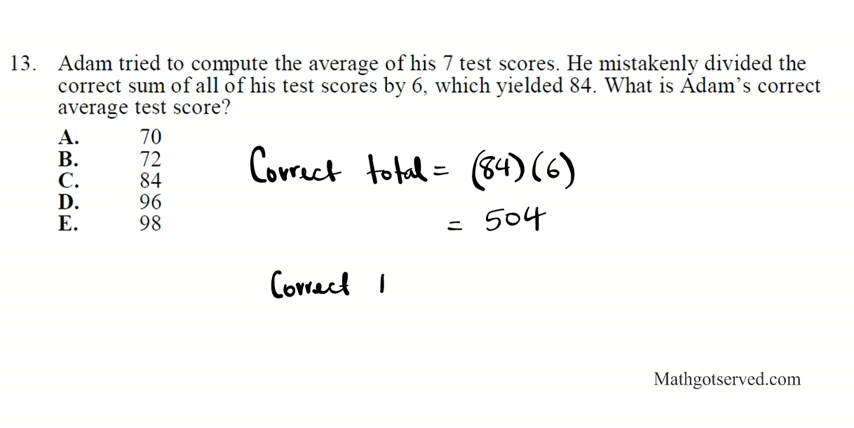 13. Adam tried to compute the average of his 7 test scores. He mistakenly divided the
correct sum of all of his test scores by 6, which yielded 84. What is Adam's correct
average test score?
A. 70
B. 72
C. 84
D. 96
E. 98
Correct total = (84)(6)
= 504
Correct
Mathgotserved.com